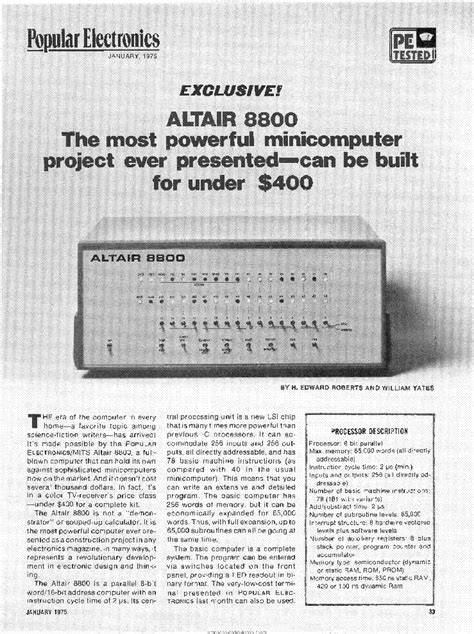 Popular Electronics
JANUARY, 1975
PE
TESTED
EXCLUSIVE!
ALTAIR 8800
The most powerful minicomputer
project ever presented—can be built
for under $400
ALTAIR 8800
BY H. EDWARD ROBERTS AND WILLIAM YATES
THE era of the computer in every
home—a favorite topic among
science-fiction writers—has arrived!
It's made possible by the POPULAR
ELECTRONICS/MITS Altair 8800, a full-
blown computer that can hold its own
against sophisticated minicomputers
now on the market. And it doesn't cost
several thousand dollars. In fact, it's
in a color TV-receiver's price class
—under $400 for a complete kit.
The Altair 8800 is not a "demon-
strator" or souped-up calculator. It is
the most powerful computer ever pre-
sented as a construction project in any
electronics magazine. In many ways, it
represents a revolutionary develop-
ment in electronic design and think-
ing.
The Altair 8800 is a parallel 8-bit
word/16-bit address computer with an
instruction cycle time of 2 µs. Its cen-
tral processing unit is a new LSI chip
that is many times more powerful than
previous IC processors. It can ac-
commodate 256 inputs and 256 out-
puts, all directly addressable, and has
78 basic machine instructions (as
compared with 40 in the usual
minicomputer). This means that you
can write an extensive and detailed
program. The basic computer has
256 words of memory, but it can be
economically expanded for 65,000
words. Thus, with full expansion, up to
65,000 subroutines can all be going at
the same time.
The basic computer is a complete
system. The program can be entered
via switches located on the front
panel, providing a LED readout in bi-
nary format. The very-low-cost termi-
nal presented in POPULAR ELEC-
TRONICS last month can also be used.
PROCESSOR DESCRIPTION
Processor: 8 bit parallel
Max. memory: 65,000 words (all directly
addressable)
Instruction cycle time: 2 µs (min.)
Inputs and outputs: 256 (all directly ad-
dressable)
Number of basic machine instructions:
78 (181 with variants)
Add/subtract time: 2 µs
Number of subroutine levels: 65,000
Interrupt structure: 8 hardware vectored
levels plus software levels
Number of auxiliary registers: 8 plus
stack pointer, program counter and
accumulator
Memory type: semiconductor (dynamic
or static RAM, ROM, PROM)
Memory access time: 850 ns static RAM,
420 or 150 ns dynamic RAM
JANUARY 1975
33